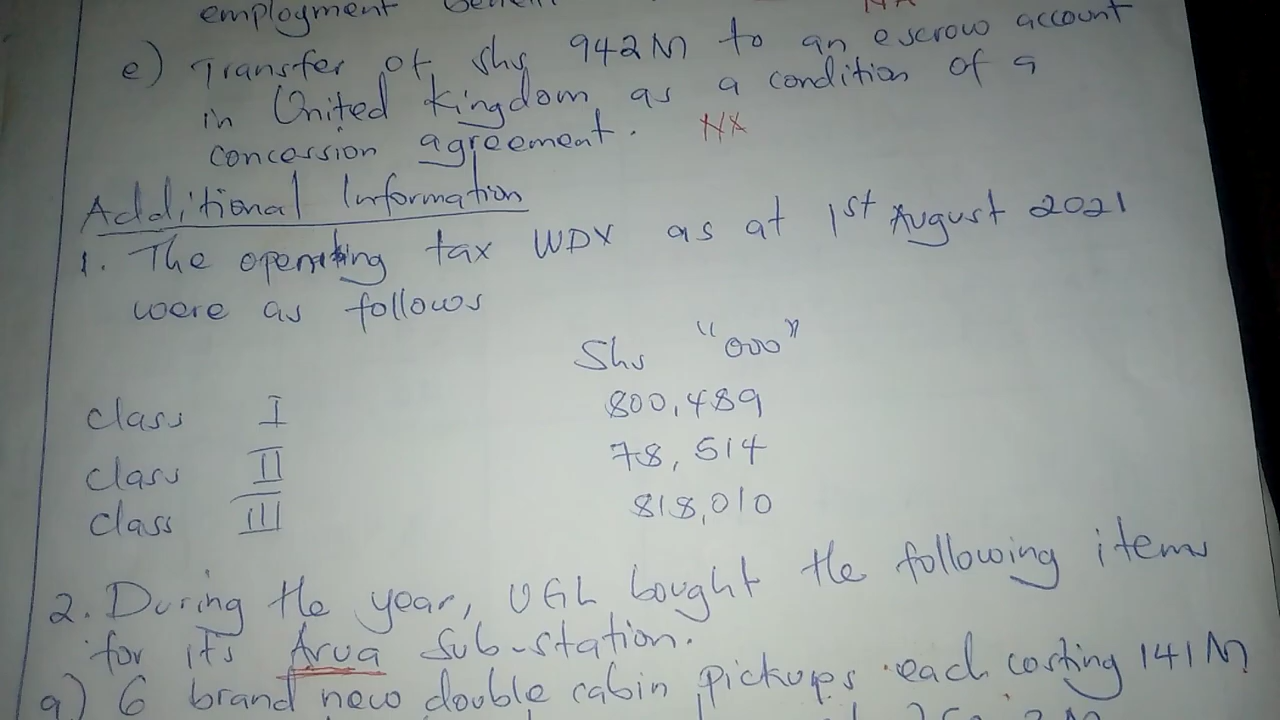 employment benefit
e) Transfer of shs 942M to an escrow account
in United Kingdom as a condition of a
concession agreement. NX
Additional Information
1. The operating tax WDV as at 1st August 2021
were as follows
Shs "000"
class I 800,489
class II 78,514
class III 818,010
2. During the year, UGL bought the following items
for its Arua Sub-station.
a) 6 brand new double cabin pickups each costing 141M